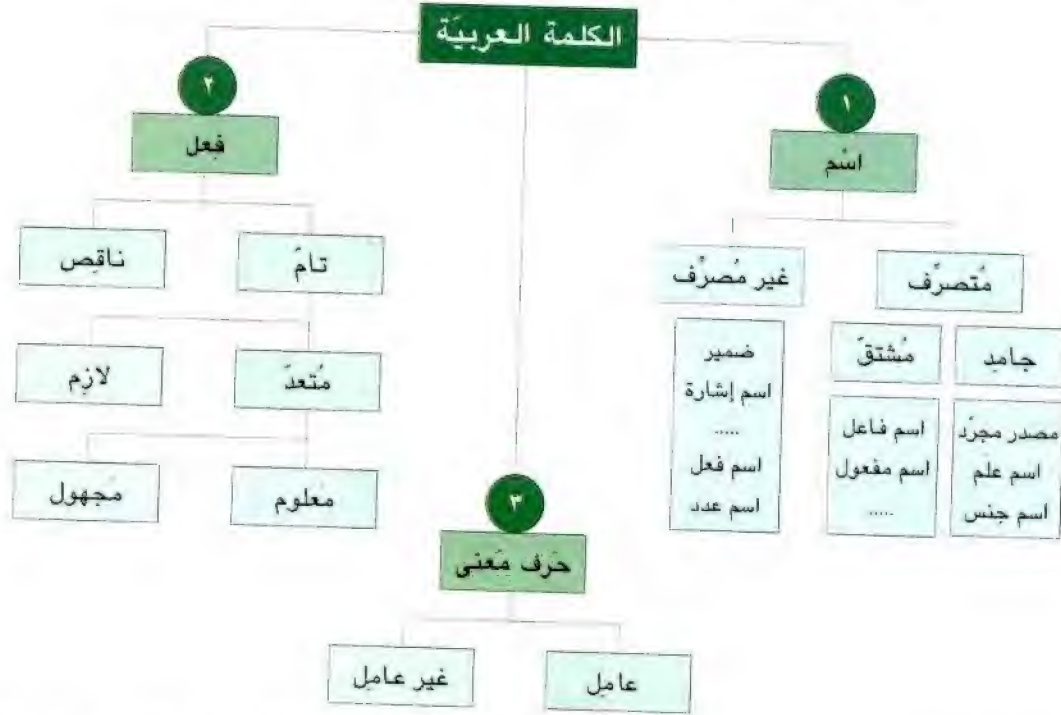 الكلمة العربيّة
١
اسْم
مُتصرِّف
غير مُصرِّف
جامِد
مُشتقّ
مصدر مجرّد
اسم علَم
اسم جنس
اسم فاعل
اسم مفعول
.....
ضمير
اسم إشارة
.....
اسم فعل
اسم عدد
٢
فِعل
تامّ
ناقِص
مُتعدّ
لازِم
مَعلوم
مَجهول
٣
حَرف مَعنى
عامِل
غير عامِل